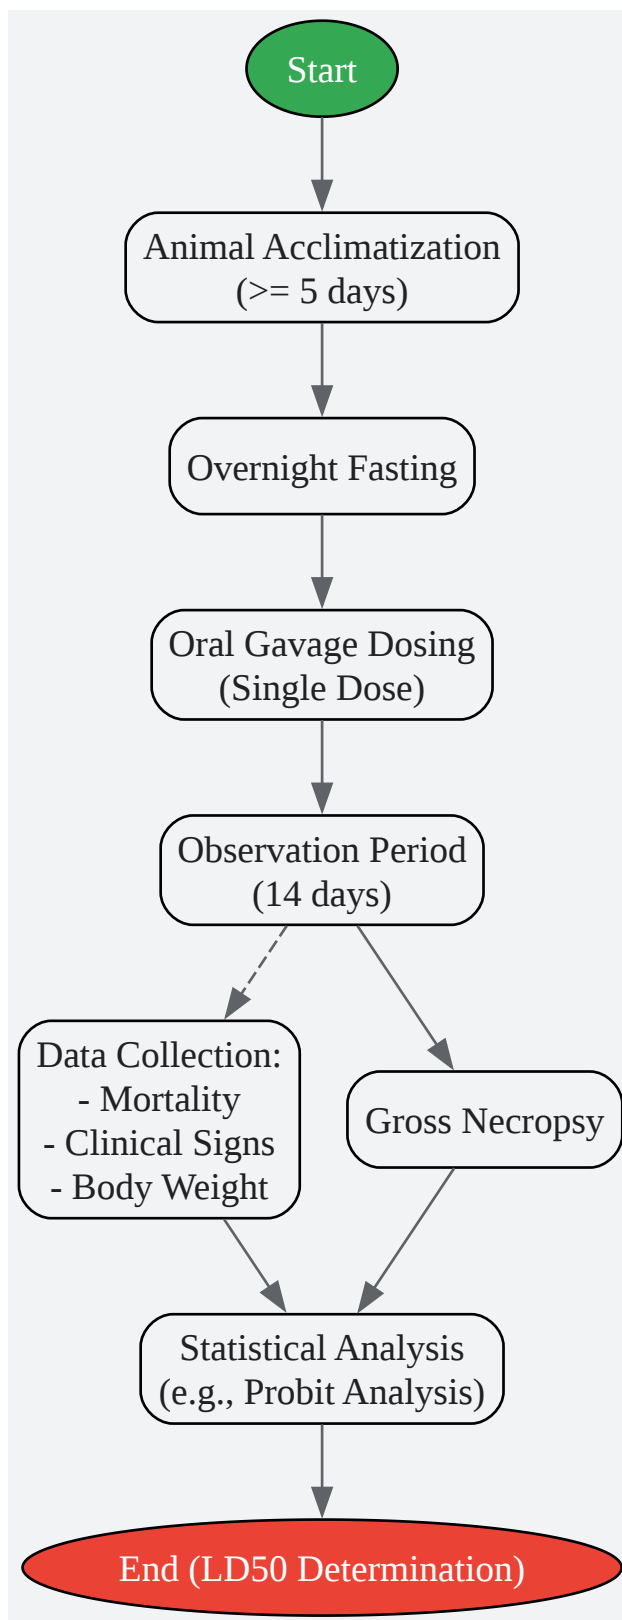 Start
Animal Acclimatization
(>= 5 days)
Overnight Fasting
Oral Gavage Dosing
(Single Dose)
Observation Period
(14 days)
Data Collection:
- Mortality
- Clinical Signs
- Body Weight
Gross Necropsy
Statistical Analysis
(e.g., Probit Analysis)
End (LD50 Determination)